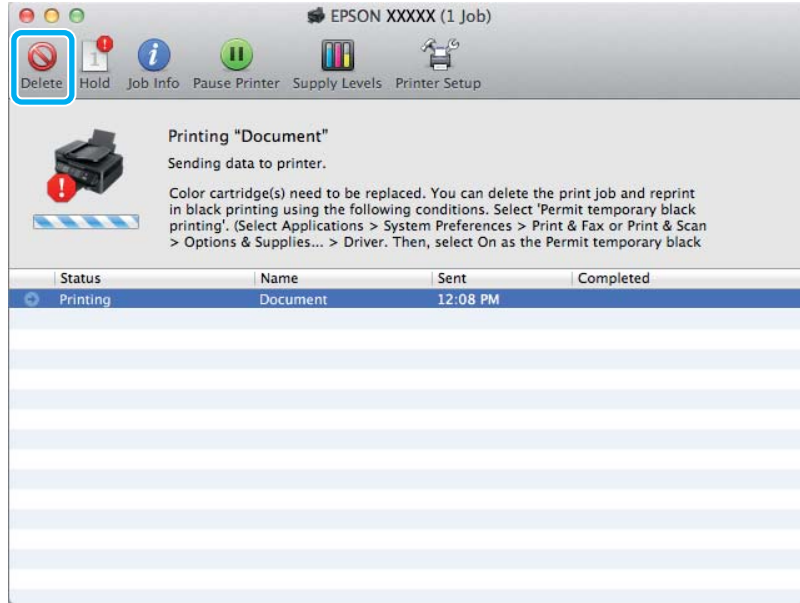 EPSON XXXXX (1 Job)
Delete Hold Job Info Pause Printer Supply Levels Printer Setup
1
Printing "Document"
Sending data to printer.
Color cartridge(s) need to be replaced. You can delete the print job and reprint
in black printing using the following conditions. Select 'Permit temporary black
printing'. (Select Applications > System Preferences > Print & Fax or Print & Scan
> Options & Supplies... > Driver. Then, select On as the Permit temporary black
Status Name Sent Completed
Printing Document 12:08 PM